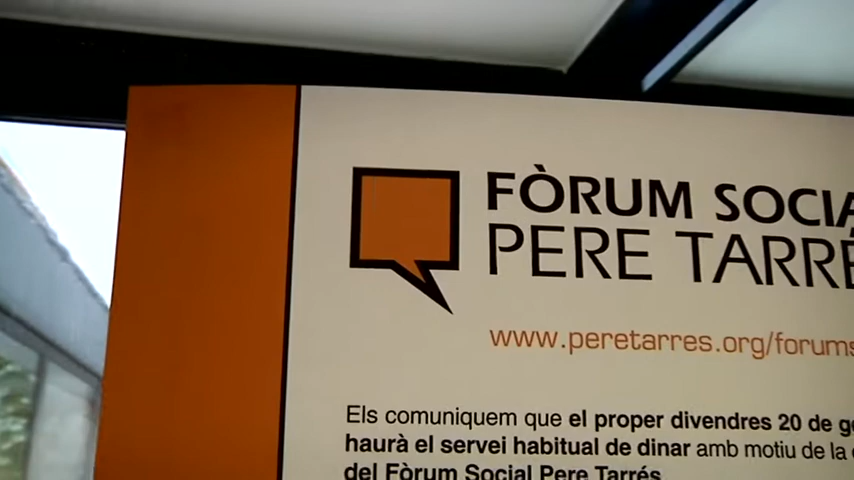 FÒRUM SOCIA
PERE TARRÉ
www.peretarres.org/forums
Els comuniquem que el proper divendres 20 de g
haurà el servei habitual de dinar amb motiu de la
del Fòrum Social Pere Tarrés.